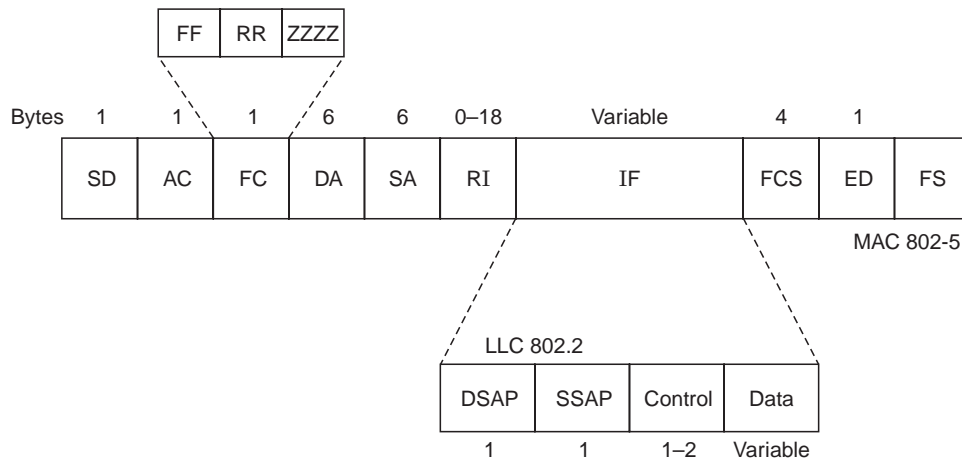 FF RR ZZZZ
Bytes 1 1 1 6 6 0–18 Variable 4 1
SD AC FC DA SA RI IF FCS ED FS
MAC 802-5
LLC 802.2
DSAP SSAP Control Data
1 1 1–2 Variable